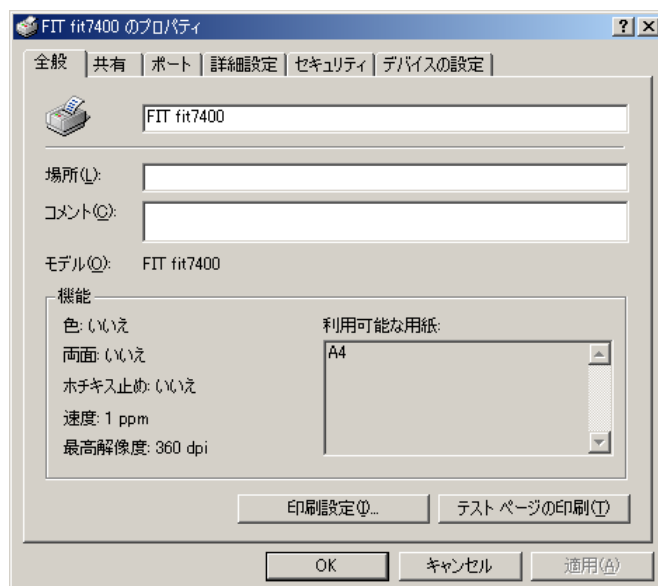 FIT fit7400 のプロパティ
全般 共有 ポート 詳細設定 セキュリティ デバイスの設定
FIT fit7400
場所(L):
コメント(C):
モデル(O): FIT fit7400
機能
色: いいえ 利用可能な用紙:
両面: いいえ A4
ホチキス止め: いいえ
速度: 1 ppm
最高解像度: 360 dpi
印刷設定(I)... テスト ページの印刷(T)
OK キャンセル 適用(A)